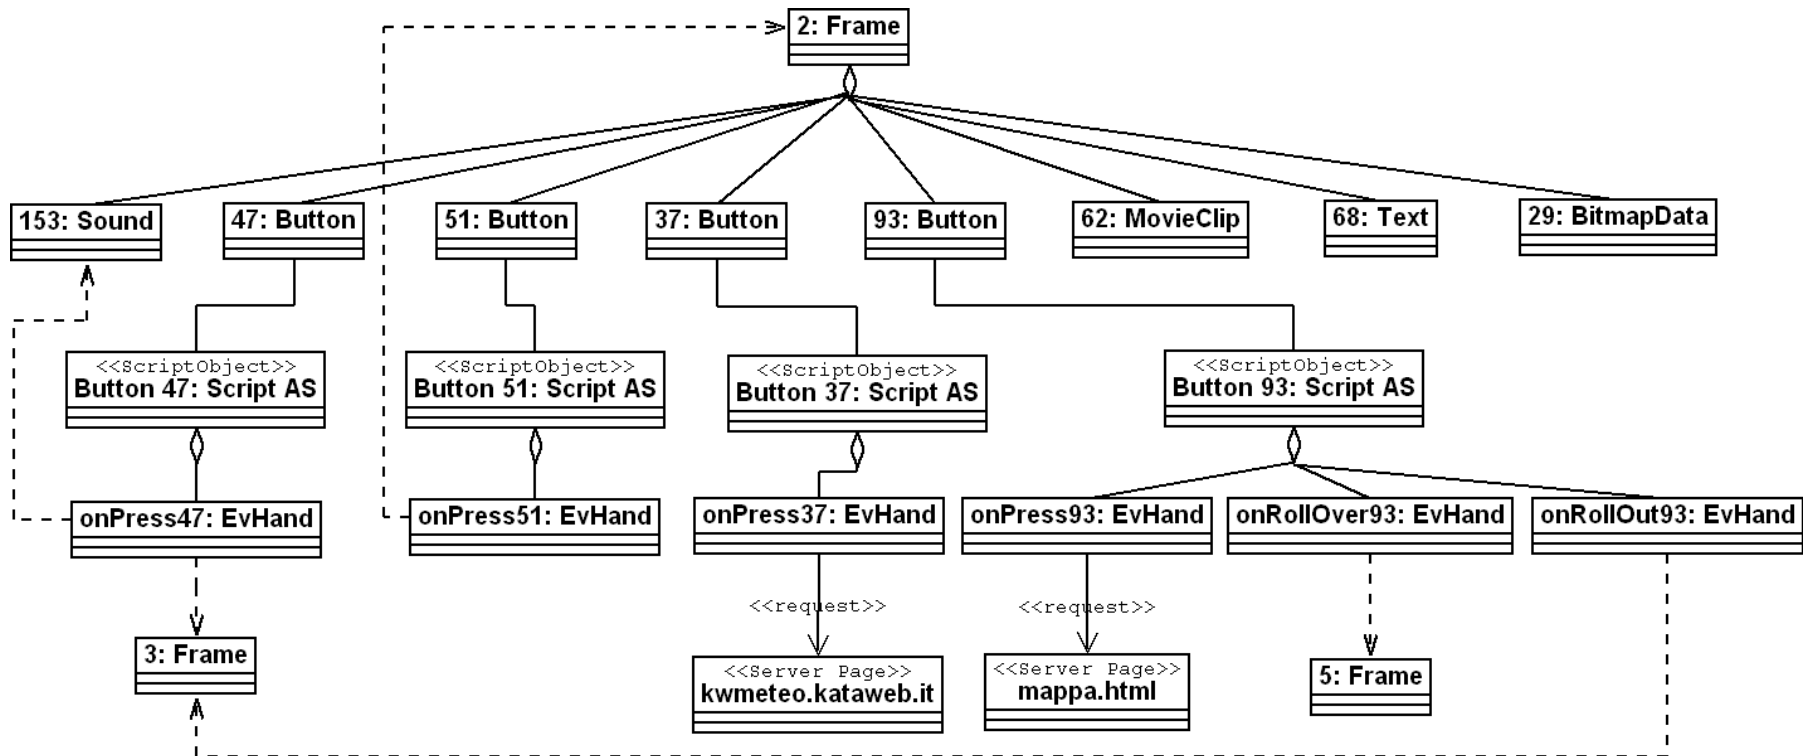 2: Frame
153: Sound
47: Button
51: Button
37: Button
93: Button
62: MovieClip
68: Text
29: BitmapData
<<ScriptObject>>
Button 47: Script AS
<<ScriptObject>>
Button 51: Script AS
<<ScriptObject>>
Button 37: Script AS
<<ScriptObject>>
Button 93: Script AS
onPress47: EvHand
onPress51: EvHand
onPress37: EvHand
onPress93: EvHand
onRollOver93: EvHand
onRollOut93: EvHand
<<request>>
<<request>>
3: Frame
<<Server Page>>
kwmeteo.kataweb.it
<<Server Page>>
mappa.html
5: Frame